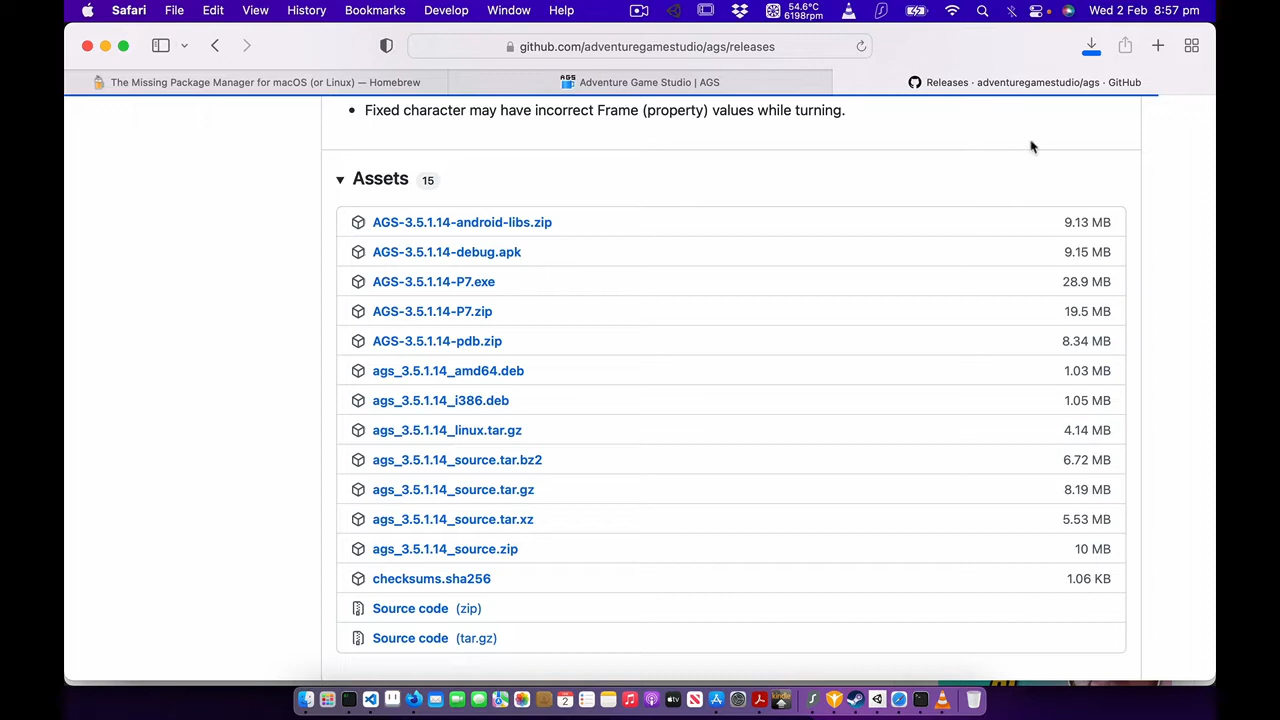 Safari File Edit View History Bookmarks Develop Window Help 54.6°C 6198rpm Wed 2 Feb 8:57 pm
github.com/adventuregamestudio/ags/releases
The Missing Package Manager for macOS (or Linux) — Homebrew
AGS Adventure Game Studio | AGS
Releases · adventuregamestudio/ags · GitHub
• Fixed character may have incorrect Frame (property) values while turning.
Assets 15
AGS-3.5.1.14-android-libs.zip 9.13 MB
AGS-3.5.1.14-debug.apk 9.15 MB
AGS-3.5.1.14-P7.exe 28.9 MB
AGS-3.5.1.14-P7.zip 19.5 MB
AGS-3.5.1.14-pdb.zip 8.34 MB
ags_3.5.1.14_amd64.deb 1.03 MB
ags_3.5.1.14_i386.deb 1.05 MB
ags_3.5.1.14_linux.tar.gz 4.14 MB
ags_3.5.1.14_source.tar.bz2 6.72 MB
ags_3.5.1.14_source.tar.gz 8.19 MB
ags_3.5.1.14_source.tar.xz 5.53 MB
ags_3.5.1.14_source.zip 10 MB
checksums.sha256 1.06 KB
Source code (zip)
Source code (tar.gz)